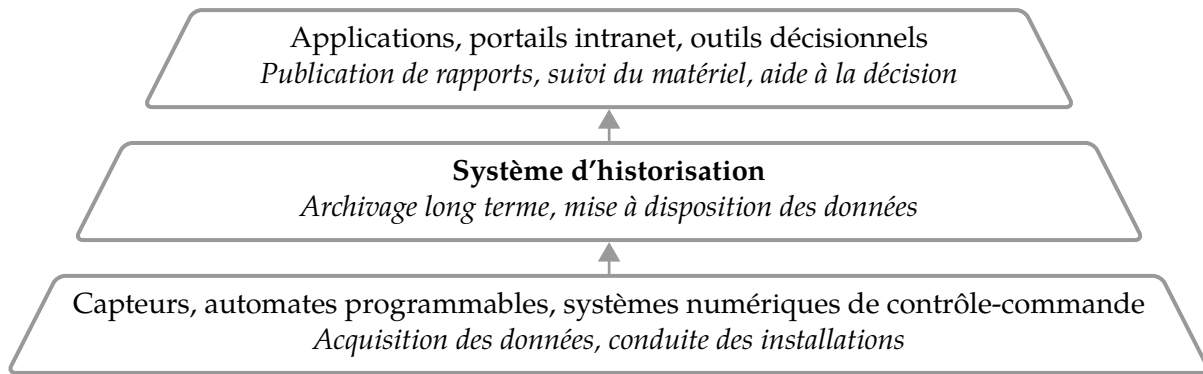 Applications, portails intranet, outils décisionnels
Publication de rapports, suivi du matériel, aide à la décision
Système d’historisation
Archivage long terme, mise à disposition des données
Capteurs, automates programmables, systèmes numériques de contrôle-commande
Acquisition des données, conduite des installations